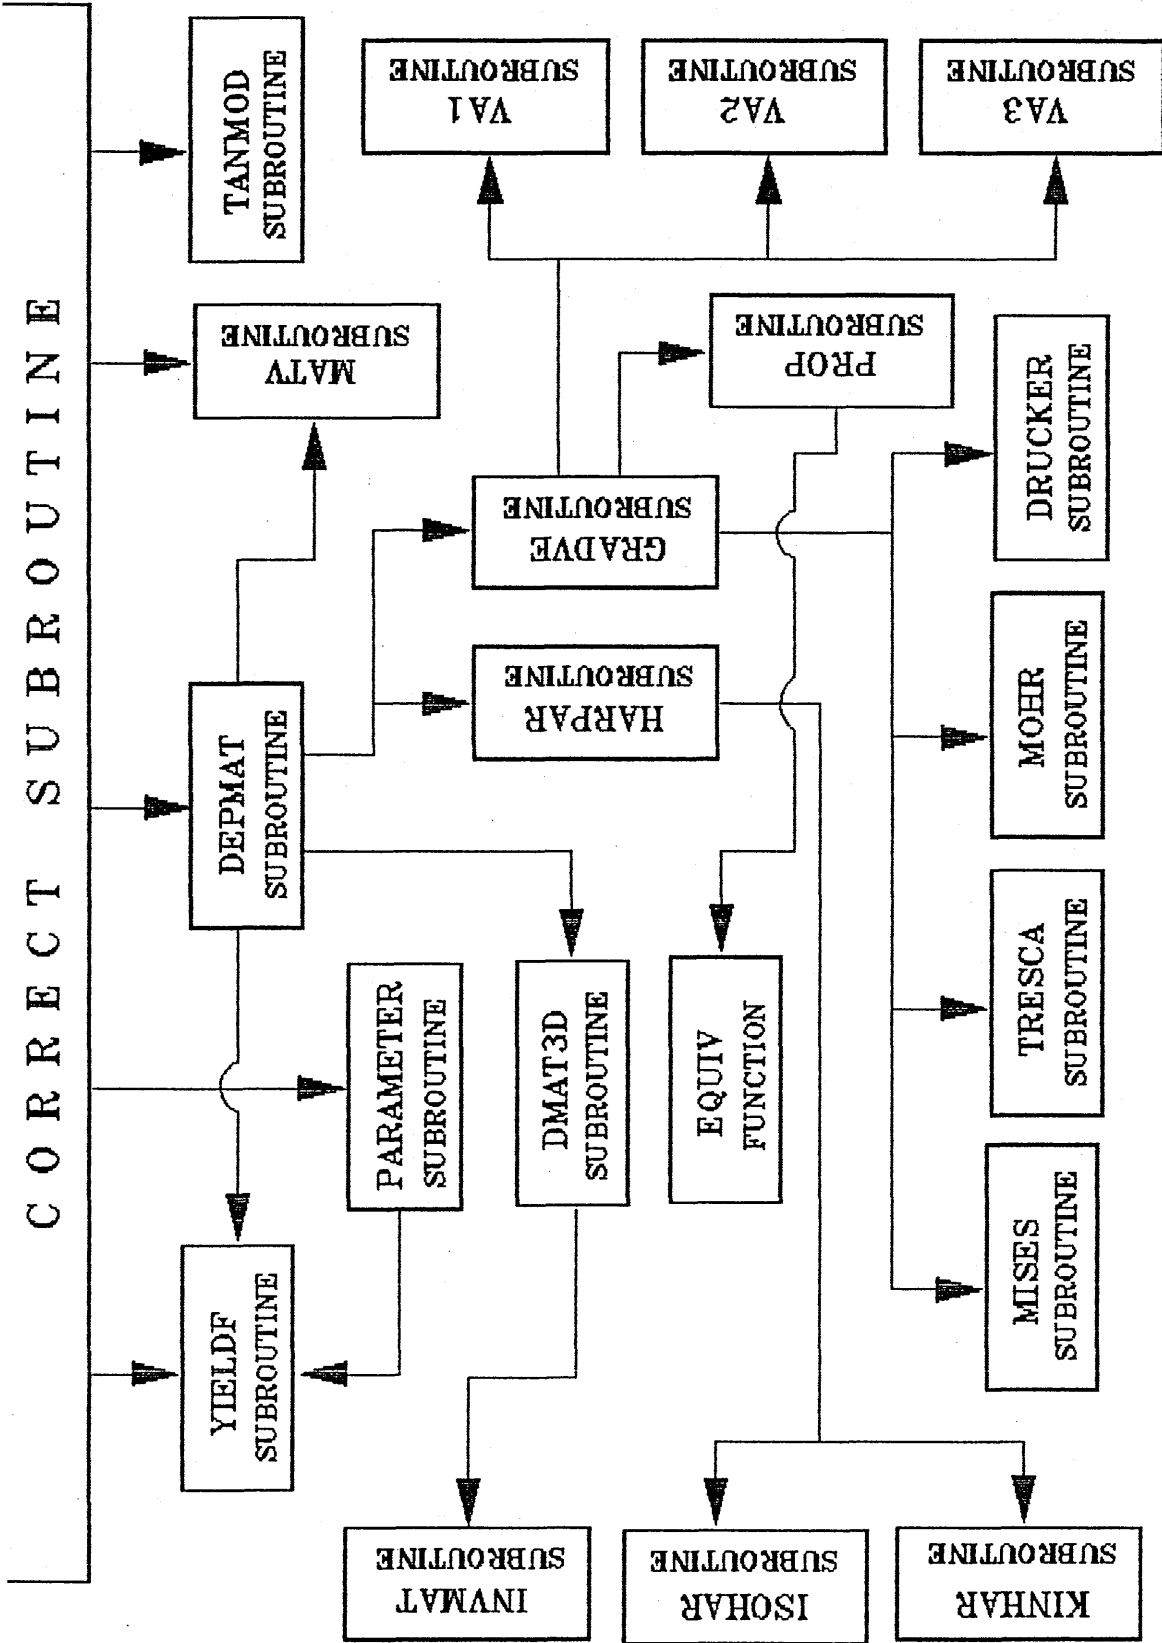 CORRECT SUBROUTINE
YIELDF
SUBROUTINE
DEPMAT
SUBROUTINE
MATV
SUBROUTINE
TANMOD
SUBROUTINE
PARAMETER
SUBROUTINE
INVMAT
SUBROUTINE
DMAT3D
SUBROUTINE
HARPAR
SUBROUTINE
GRADVE
SUBROUTINE
VA1
SUBROUTINE
ISOHAR
SUBROUTINE
EQUIV
FUNCTION
PROP
SUBROUTINE
VA2
SUBROUTINE
KINHAR
SUBROUTINE
MISES
SUBROUTINE
TRESCA
SUBROUTINE
MOHR
SUBROUTINE
DRUCKER
SUBROUTINE
VA3
SUBROUTINE